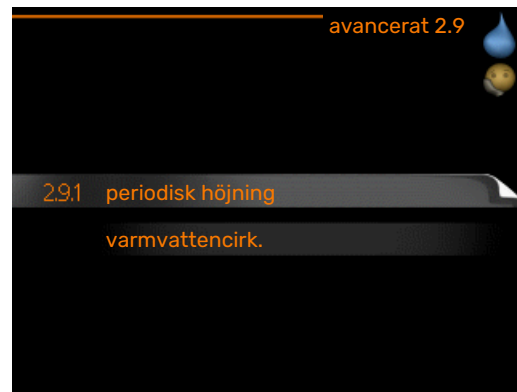 avancerat 2.9
2.9.1 periodisk höjning
varmvattencirk.